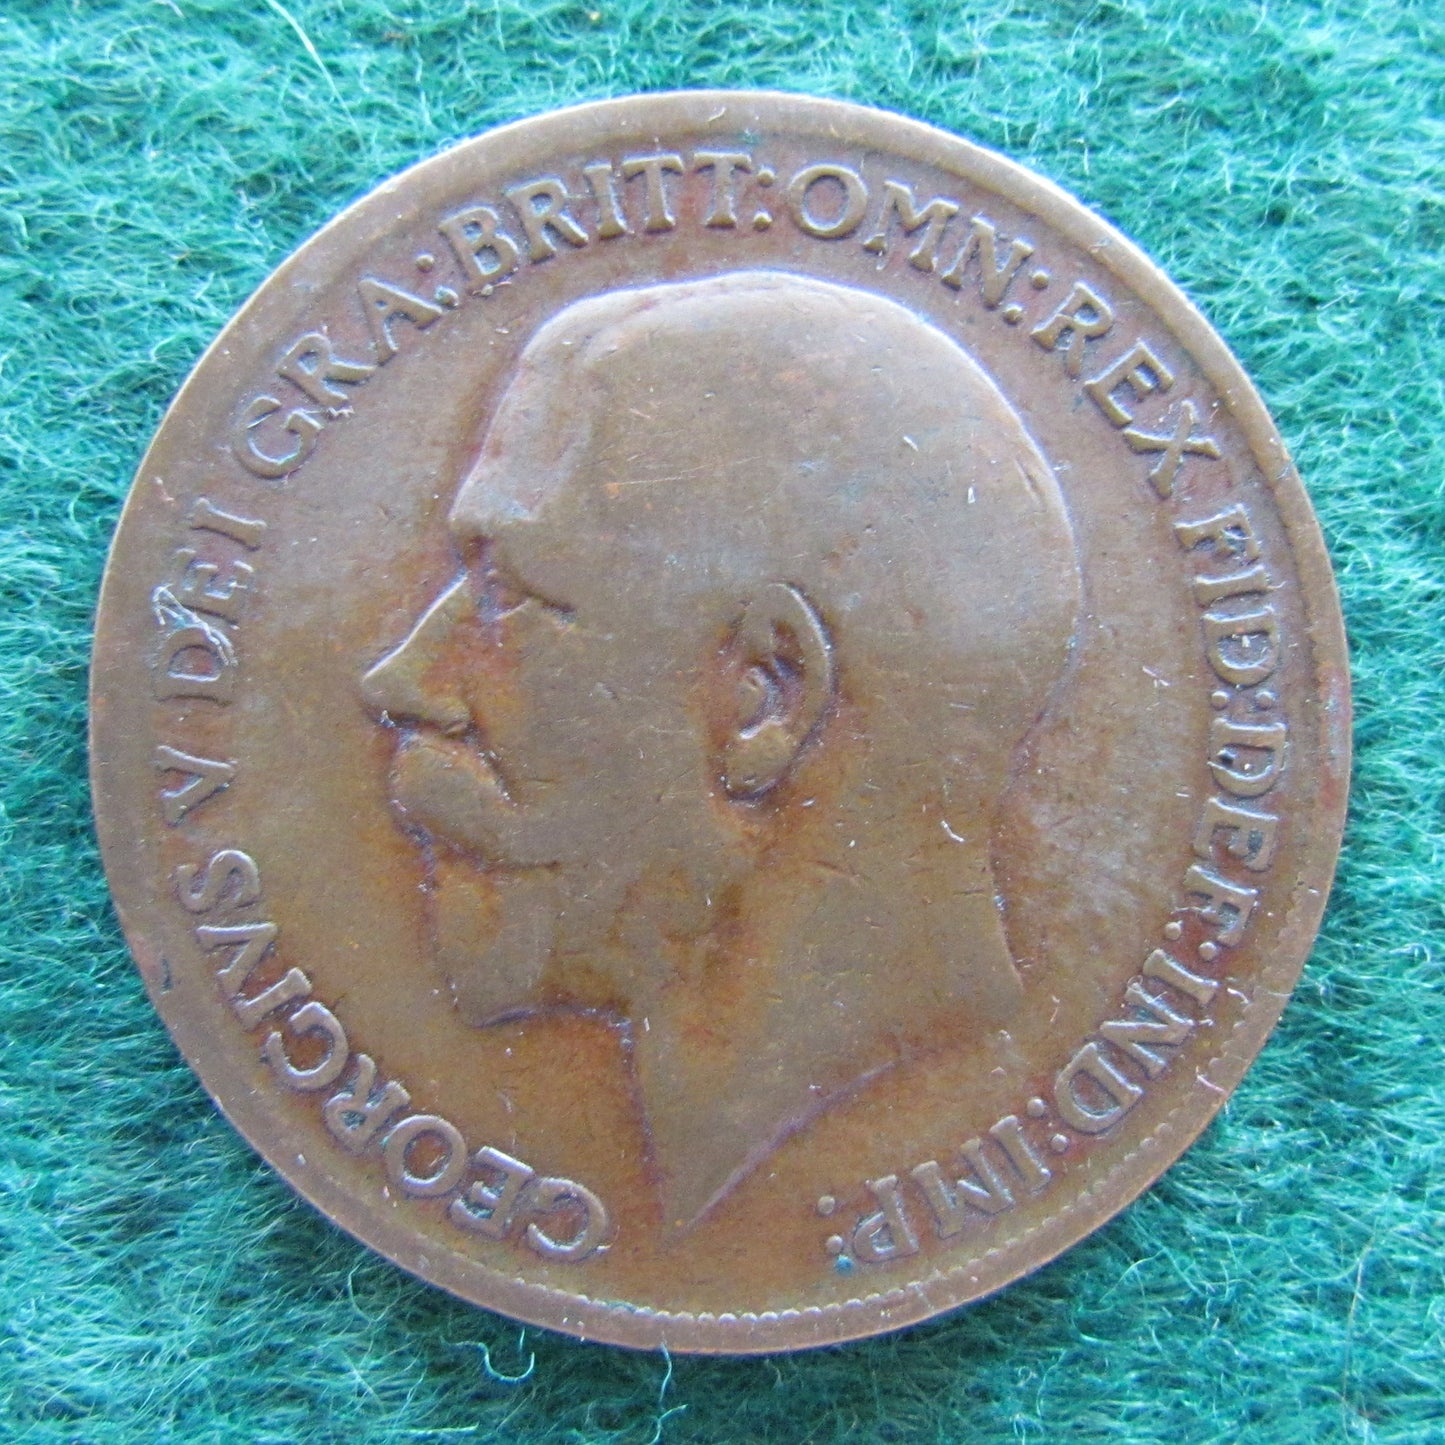 GEORGIVS V DEI GRA: BRITT: OMN: REX FID: DEF: IND: IMP: